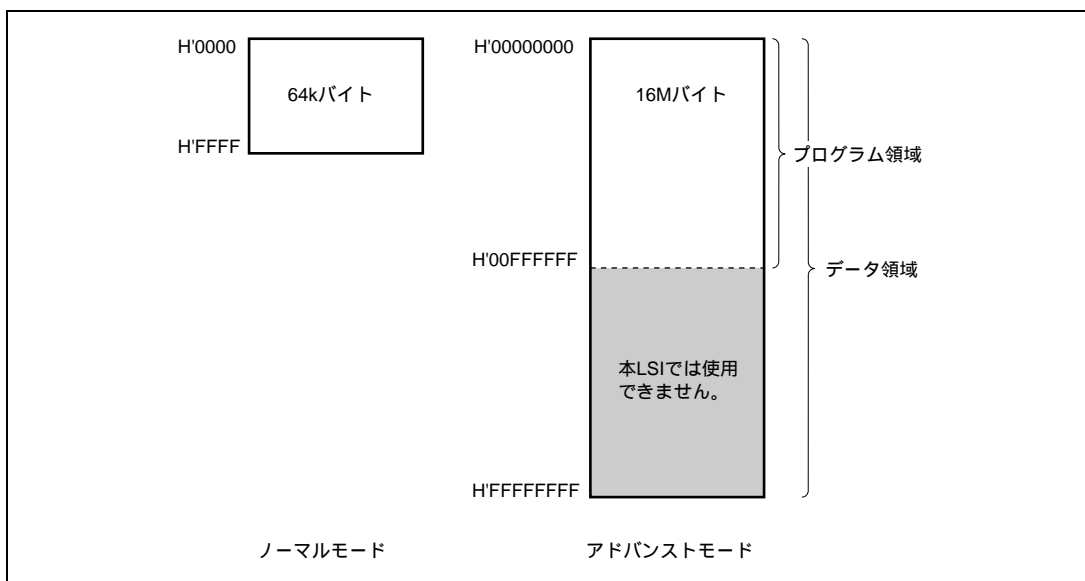 H'0000
64kバイト
H'FFFF
ノーマルモード
H'00000000
16Mバイト
プログラム領域
H'00FFFFFF
データ領域
本LSIでは使用
できません。
H'FFFFFFFF
アドバンストモード